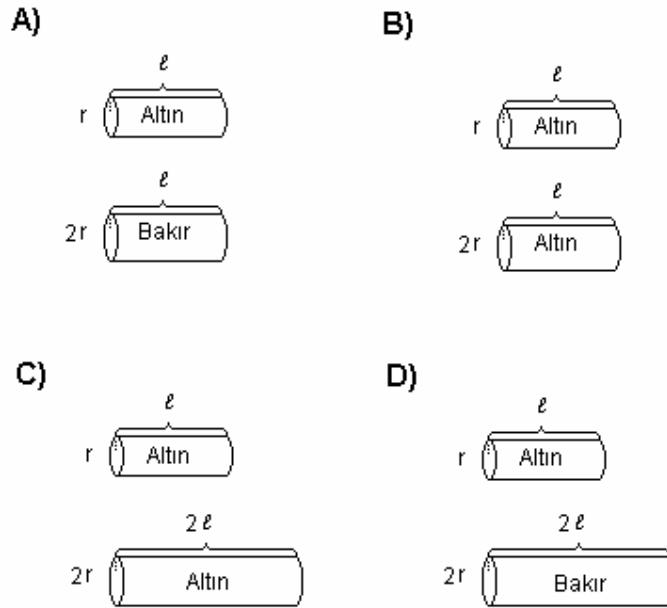 A)
ℓ
r Altın
ℓ
2r Bakır
B)
ℓ
r Altın
ℓ
2r Altın
C)
ℓ
r Altın
2ℓ
2r Altın
D)
ℓ
r Altın
2ℓ
2r Bakır